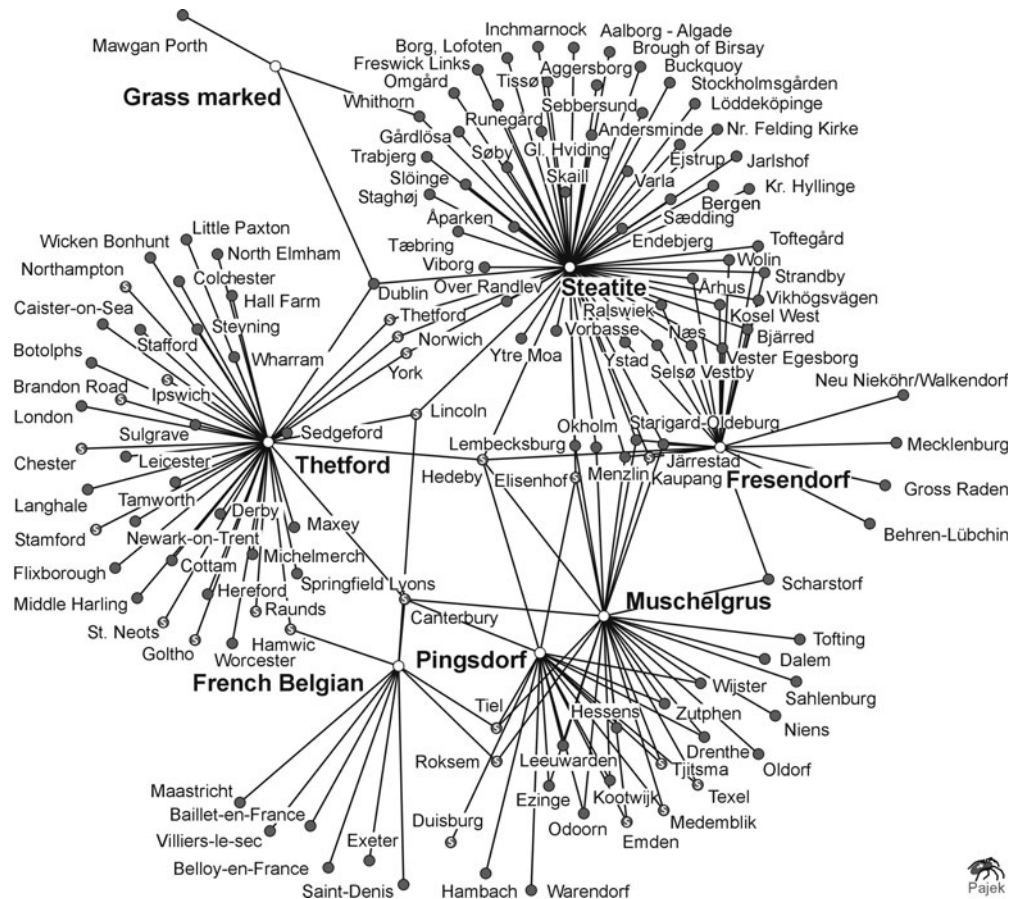 Inchmarnock
Aalborg - Algade
Mawgan Porth
Borg, Lofoten
Brough of Birsay
Freswick Links
Tissø
Aggersborg
Buckquoy
Omgård
Stockholmsgården
Grass marked
Whithorn
Sebbersund
Löddeköpinge
Runegård
Gårdlösa
Andersminde
Nr. Felding Kirke
Gl. Hviding
Trabjerg
Søby
Ejstrup
Jarlshof
Slöinge
Skaill
Varla
Kr. Hyllinge
Staghøj
Bergen
Sædding
Åparken
Little Paxton
Endebjerg
Toftegård
Wicken Bonhunt
Tæbring
North Elmham
Wolin
Northampton
Viborg
Colchester
Strandby
Dublin
Over Randlev
Steatite
Århus
Hall Farm
Vikhögsvägen
Caister-on-Sea
Thetford
Ralswiek
Kosel West
Stevning
Vorbasse
Næs
Bjärred
Stafford
Norwich
Botolphs
Wharram
York
Ytre Moa
Ystad
Vester Egesborg
Selsø Vestby
Neu Nieköhr/Walkendorf
Brandon Road
Ipswich
London
Lincoln
Sulgrave
Sedgeford
Okholm
Starigard-Oldeburg
Lembecksburg
Mecklenburg
Chester
Leicester
Thetford
Hedeby
Elisenhof
Menzlin
Järrestad
Kaupang
Fresendorf
Gross Raden
Langhale
Tamworth
Derby
Maxey
Stamford
Newark-on-Trent
Behren-Lübchin
Michelmerch
Flixborough
Cottam
Springfield Lyons
Scharstorf
Hereford
Middle Harling
Raunds
Muschelgrus
Canterbury
St. Neots
Hamwic
Tofting
Goltho
Worcester
Pingsdorf
Dalem
French Belgian
Wijster
Sahlenburg
Tiel
Hessens
Zutphen
Niens
Drenthe
Roksem
Leeuwarden
Tjitsma
Oldorf
Maastricht
Ezinge
Kootwijk
Texel
Baillet-en-France
Duisburg
Medemblik
Villiers-le-sec
Exeter
Odoorn
Emden
Belloy-en-France
Saint-Denis
Hambach
Warendorf
Pajek